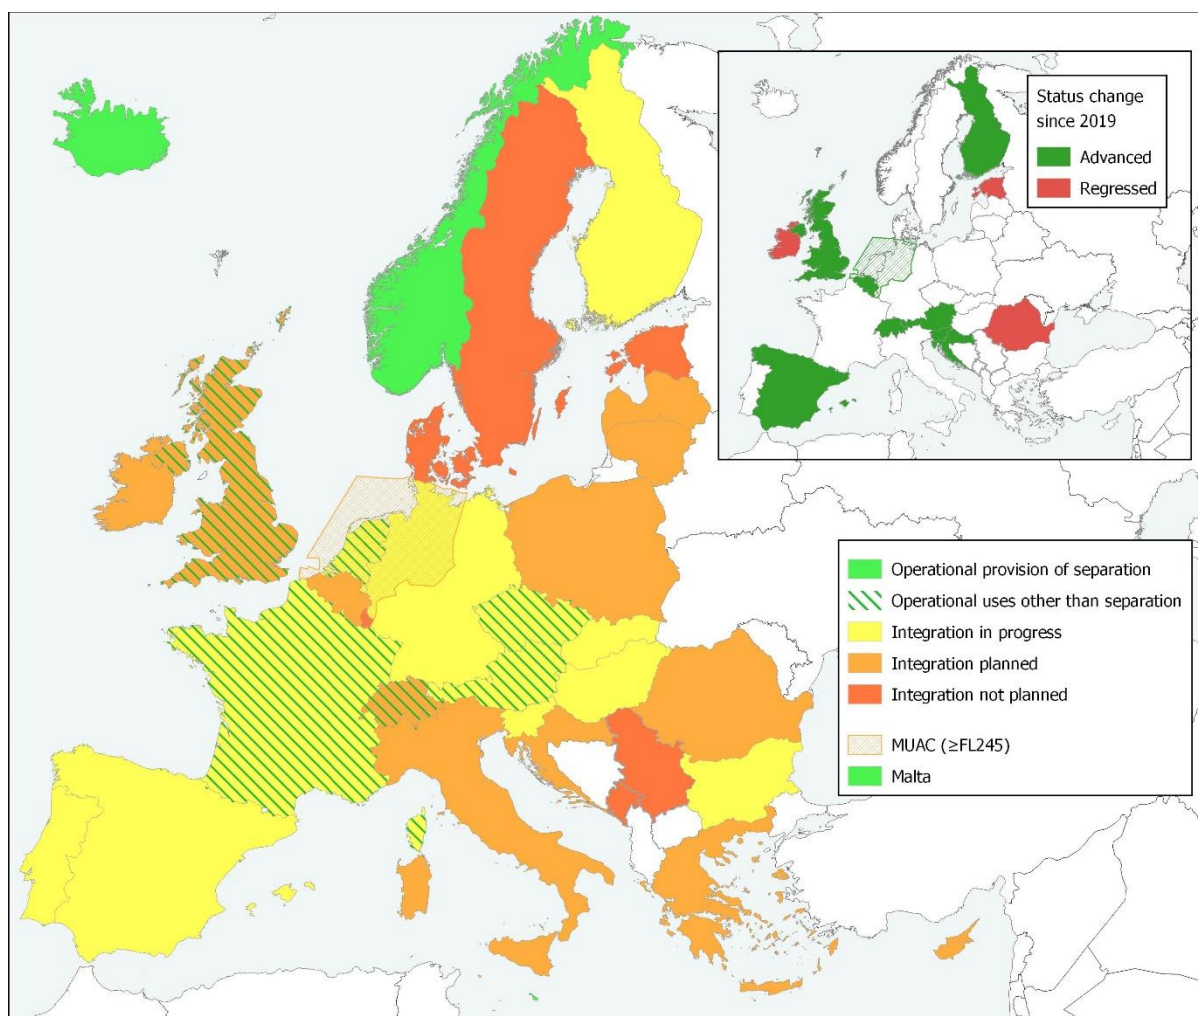 Status change
since 2019
Advanced
Regressed
Operational provision of separation
Operational uses other than separation
Integration in progress
Integration planned
Integration not planned
MUAC (≥FL245)
Malta